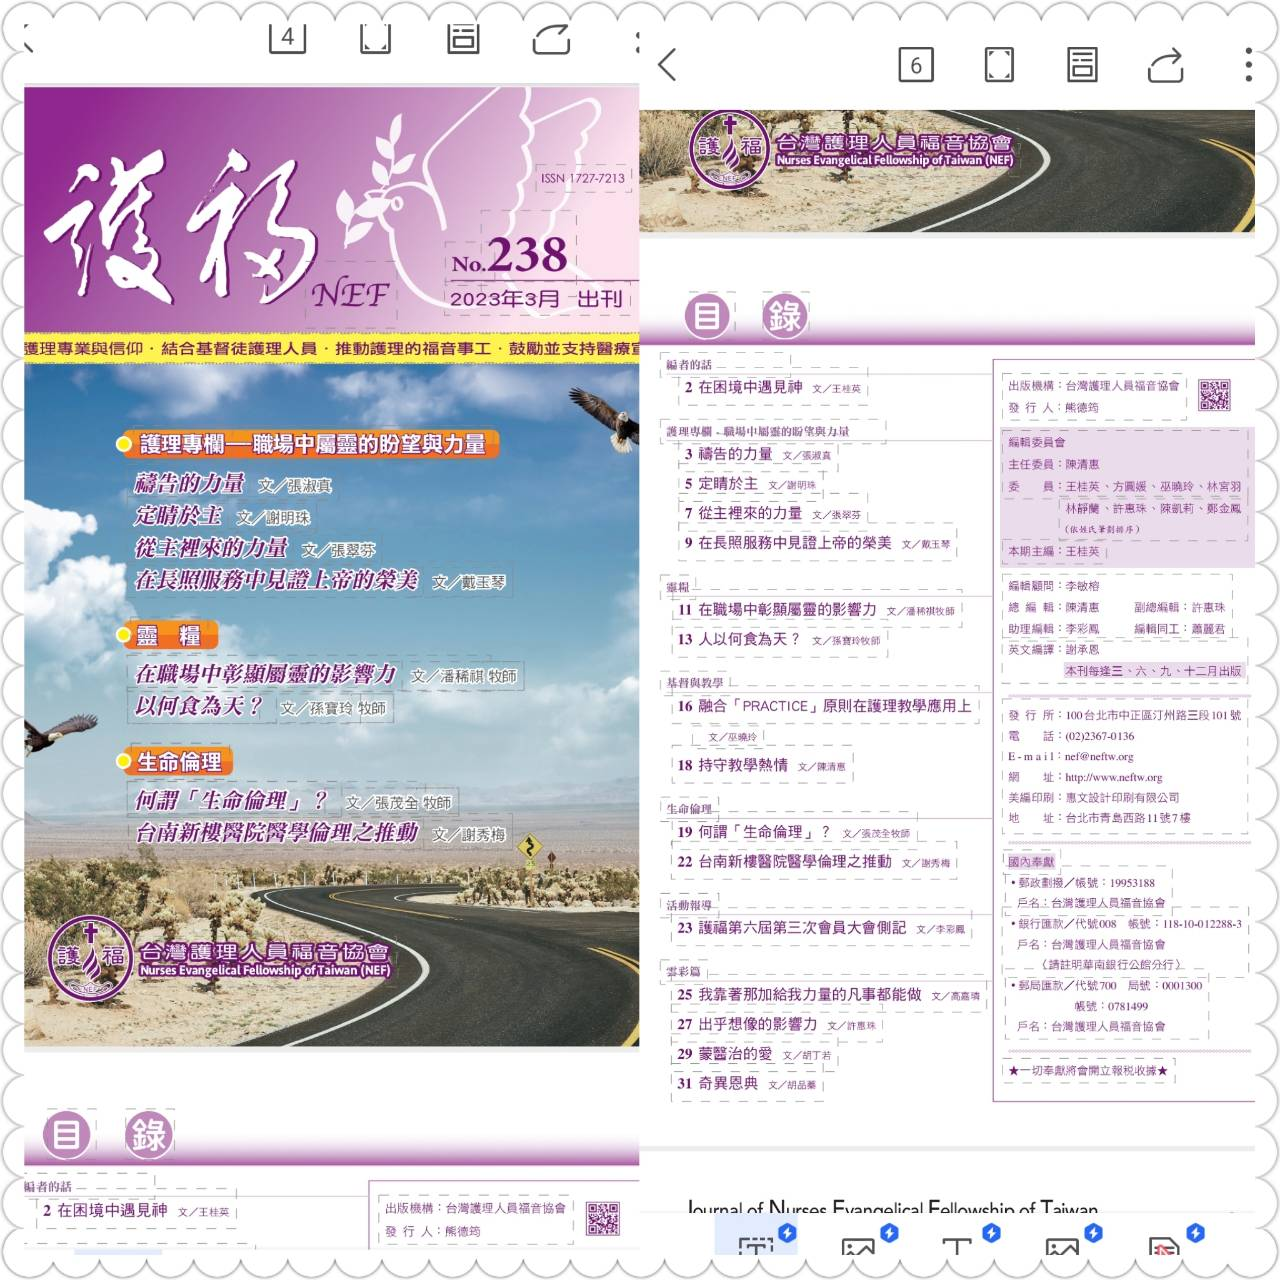 4
護福
NEF
ISSN 1727-7213
No.238
2023年3月 出刊
護理專業與信仰·結合基督徒護理人員·推動護理的福音事工·鼓勵並支持醫療宣
護理專欄—職場中屬靈的盼望與力量
禱告的力量 文／張淑真
定睛於主 文／謝明珠
從主裡來的力量 文／張翠芬
在長照服務中見證上帝的榮美 文／戴玉琴
靈 糧
在職場中彰顯屬靈的影響力 文／潘稀祺 牧師
以何食為天？ 文／孫寶玲 牧師
生命倫理
何謂「生命倫理」？ 文／張茂全 牧師
台南新樓醫院醫學倫理之推動 文／謝秀梅
25
護福
NEF
台灣護理人員福音協會
Nurses Evangelical Fellowship of Taiwan (NEF)
目 錄
編者的話
2 在困境中遇見神 文／王桂英
出版機構：台灣護理人員福音協會
發 行 人：熊德筠
6
護福
NEF
台灣護理人員福音協會
Nurses Evangelical Fellowship of Taiwan (NEF)
目 錄
編者的話
2 在困境中遇見神 文／王桂英
護理專欄－職場中屬靈的盼望與力量
3 禱告的力量 文／張淑真
5 定睛於主 文／謝明珠
7 從主裡來的力量 文／張翠芬
9 在長照服務中見證上帝的榮美 文／戴玉琴
靈糧
11 在職場中彰顯屬靈的影響力 文／潘稀祺牧師
13 人以何食為天？ 文／孫寶玲牧師
基督與教學
16 融合「PRACTICE」原則在護理教學應用上
文／巫曉玲
18 持守教學熱情 文／陳清惠
生命倫理
19 何謂「生命倫理」？ 文／張茂全牧師
22 台南新樓醫院醫學倫理之推動 文／謝秀梅
活動報導
23 護福第六屆第三次會員大會側記 文／李彩鳳
雲彩篇
25 我靠著那加給我力量的凡事都能做 文／高嘉晴
27 出乎想像的影響力 文／許惠珠
29 蒙醫治的愛 文／胡丁若
31 奇異恩典 文／胡品蓁
出版機構：台灣護理人員福音協會
發 行 人：熊德筠
編輯委員會
主任委員：陳清惠
委 員：王桂英、方圓媛、巫曉玲、林宮羽
林靜蘭、許惠珠、陳凱莉、鄭金鳳
(依姓氏筆劃排序)
本期主編：王桂英
編輯顧問：李敏榕
總 編 輯：陳清惠 副總編輯：許惠珠
助理編輯：李彩鳳 編輯同工：蕭麗君
英文編譯：謝承恩
本刊每逢三、六、九、十二月出版
發 行 所：100台北市中正區汀州路三段101號
電 話：(02)2367-0136
E-mail：nef@neftw.org
網 址：http://www.neftw.org
美編印刷：惠文設計印刷有限公司
地 址：台北市青島西路11號7樓
國內奉獻
•郵政劃撥／帳號：19953188
戶名：台灣護理人員福音協會
•銀行匯款／代號008 帳號：118-10-012288-3
戶名：台灣護理人員福音協會
〈請註明華南銀行公館分行〉
•郵局匯款／代號700 局號：0001300
帳號：0781499
戶名：台灣護理人員福音協會
★一切奉獻將會開立報稅收據★
Journal of Nurses Evangelical Fellowship of Taiwan